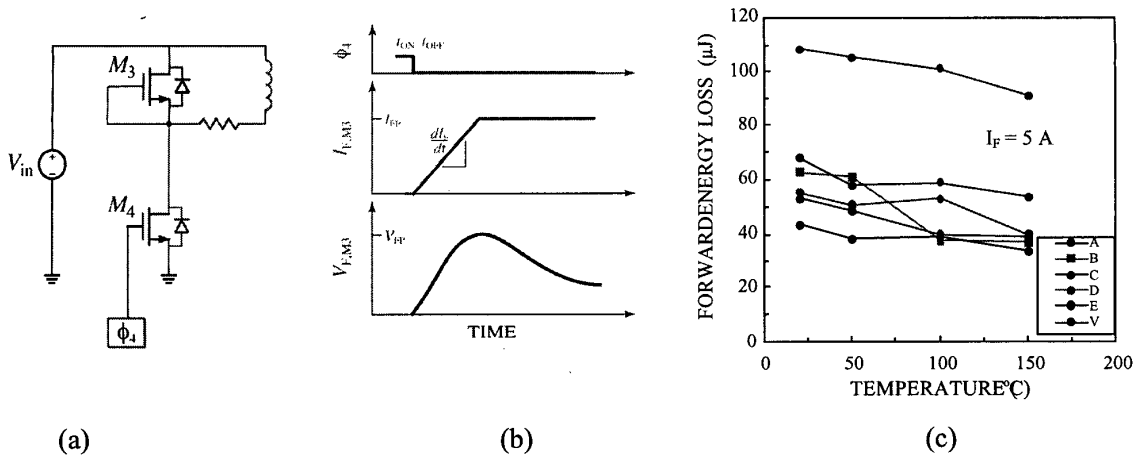 M3
Vin
M4
ϕ4
(a)
ϕ4
tON tOFF
IF,M3
IFP
dIF
dt
VF,M3
VFP
TIME
(b)
FORWARDENERGY LOSS (μJ)
120
100
80
60
40
20
0
IF = 5 A
A
B
C
D
E
V
0 50 100 150 200
TEMPERATURE°C)
(c)